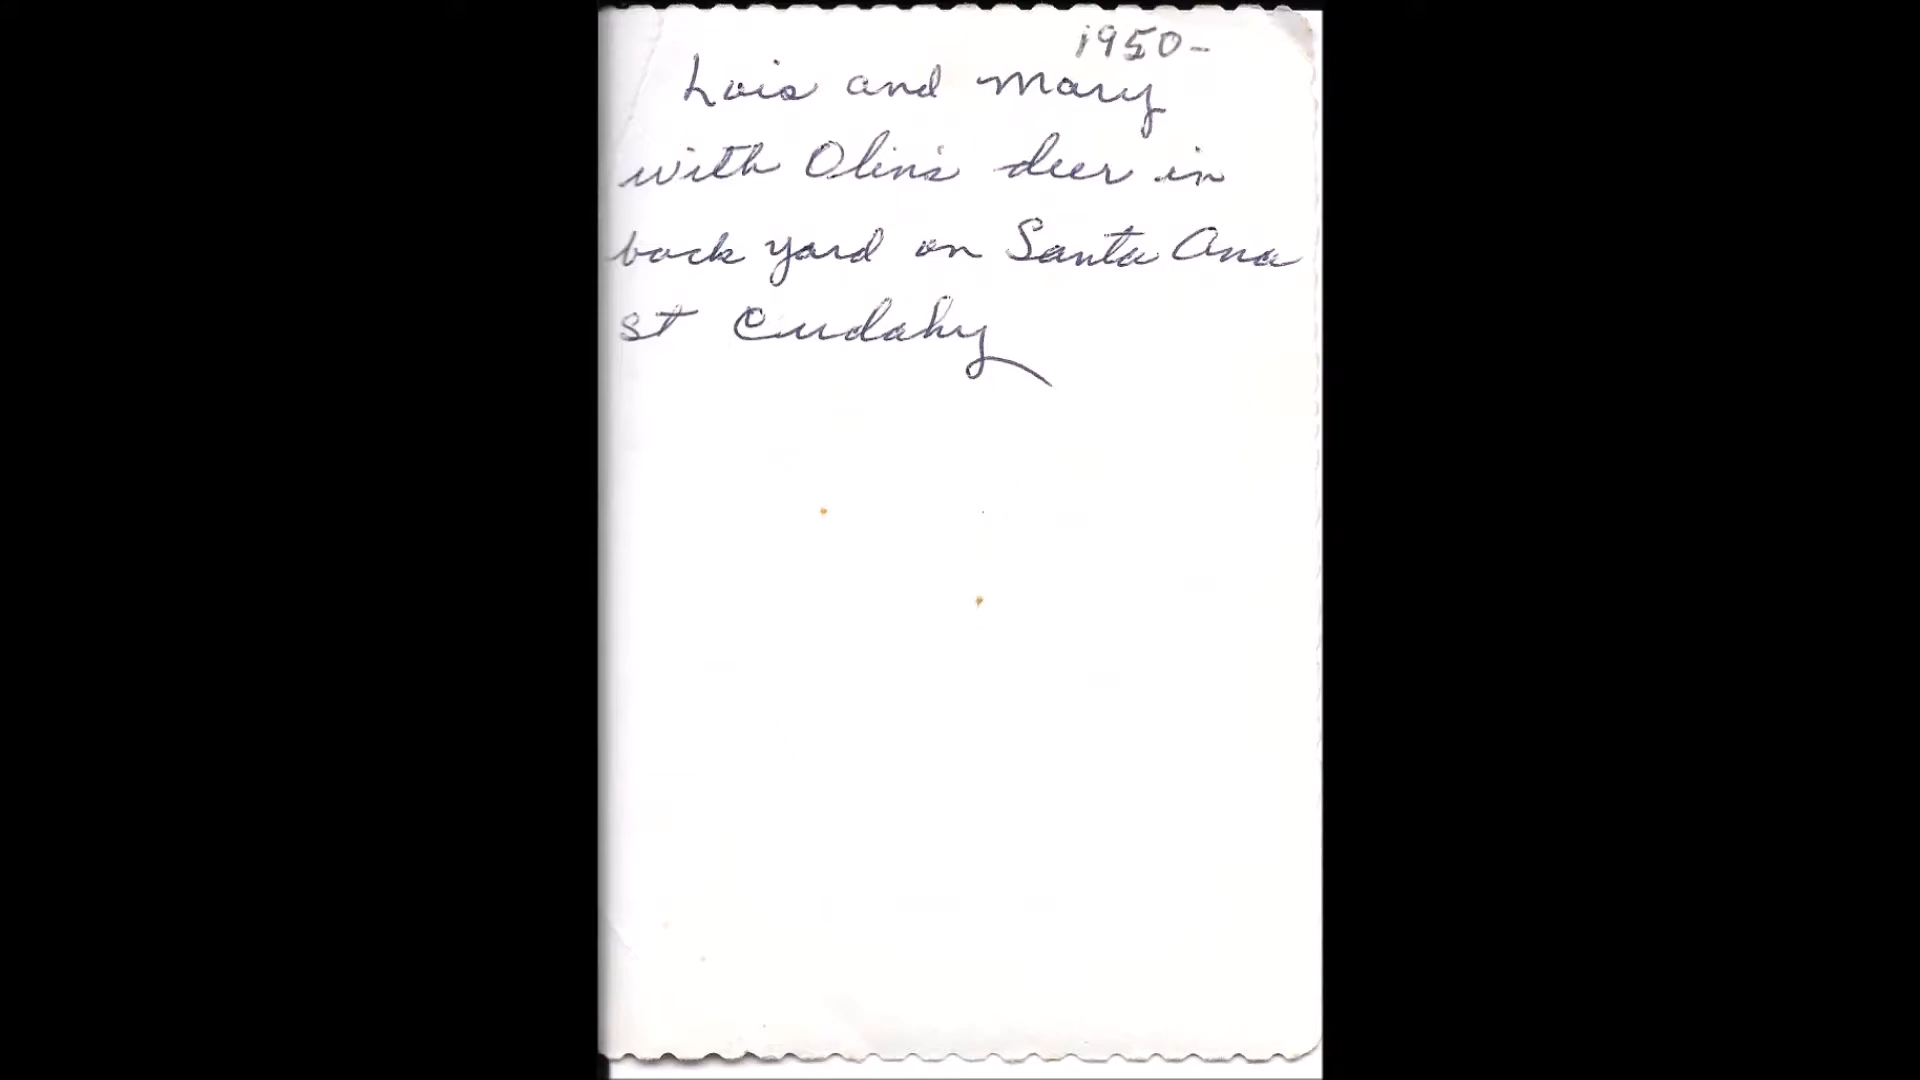 1950-
Lois and Mary
with Olin's deer in
back yard on Santa Ana
st Cudahy